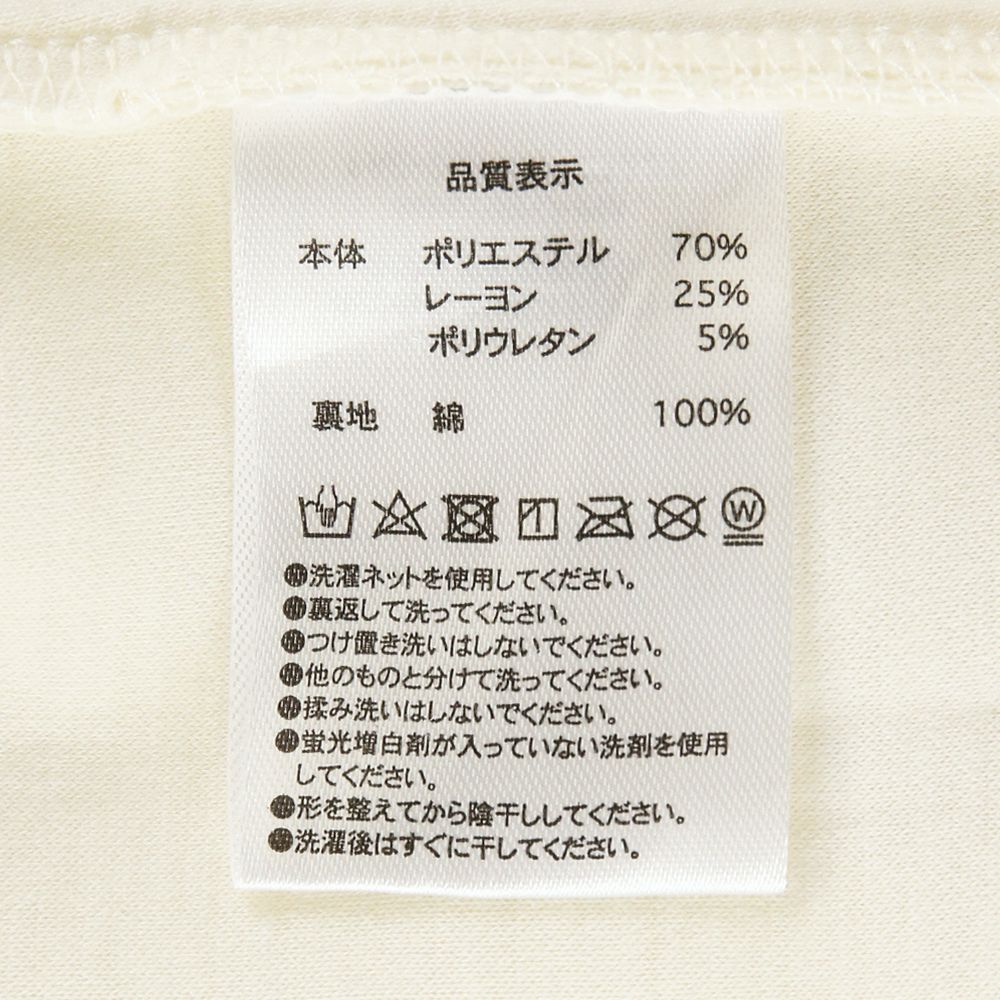 品質表示
本体 ポリエステル 70%
レーヨン 25%
ポリウレタン 5%
裏地 綿 100%
W
●洗濯ネットを使用してください。
●裏返して洗ってください。
●つけ置き洗いはしないでください。
●他のものと分けて洗ってください。
●揉み洗いはしないでください。
●蛍光増白剤が入っていない洗剤を使用
してください。
●形を整えてから陰干ししてください。
●洗濯後はすぐに干してください。